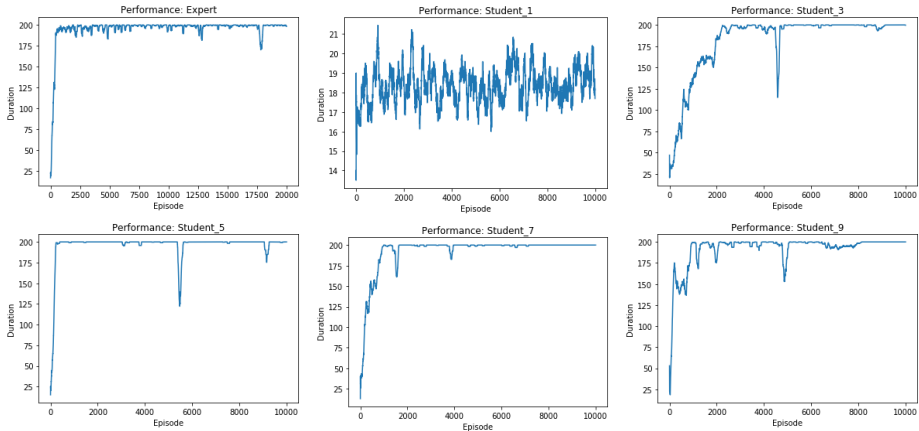 Performance: Expert
200
175
150
125
100
75
50
25
Duration
0 2500 5000 7500 10000 12500 15000 17500 20000
Episode
Performance: Student_1
21
20
19
18
17
16
15
14
Duration
0 2000 4000 6000 8000 10000
Episode
Performance: Student_3
200
175
150
125
100
75
50
25
Duration
0 2000 4000 6000 8000 10000
Episode
Performance: Student_5
200
175
150
125
100
75
50
25
Duration
0 2000 4000 6000 8000 10000
Episode
Performance: Student_7
200
175
150
125
100
75
50
25
Duration
0 2000 4000 6000 8000 10000
Episode
Performance: Student_9
200
175
150
125
100
75
50
25
Duration
0 2000 4000 6000 8000 10000
Episode